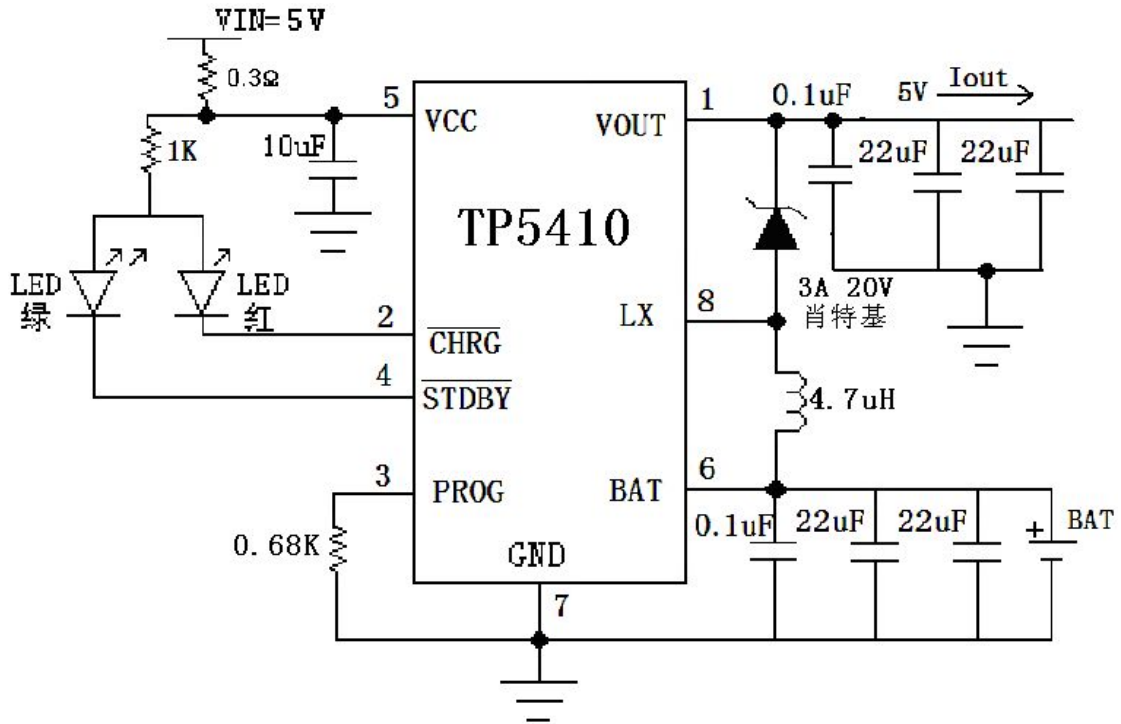 VIN=5V
0.3Ω
1K
10uF
LED
绿
LED
红
5
VCC
2
CHRG
4
STDBY
3
PROG
0.68K
TP5410
GND
7
1
VOUT
8
LX
6
BAT
0.1uF
5V
Iout
22uF
22uF
3A 20V
肖特基
4.7uH
0.1uF
22uF
22uF
+
BAT